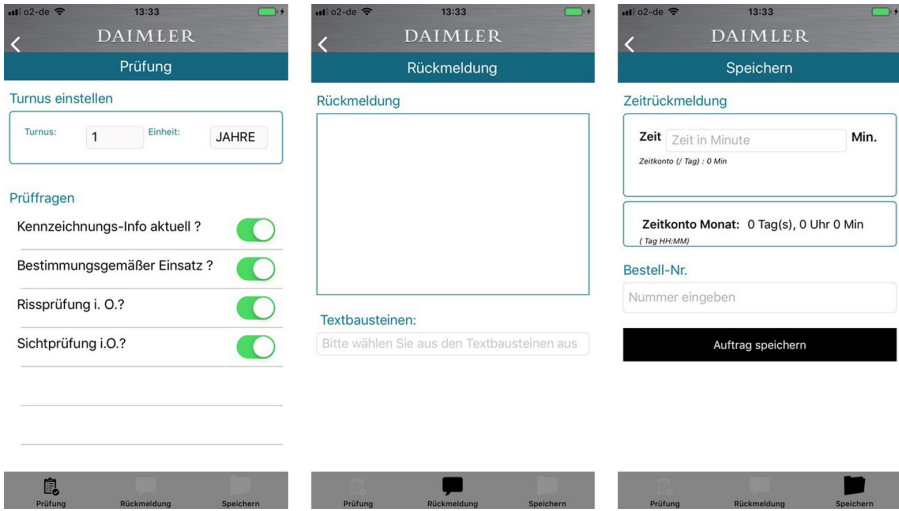 o2-de 13:33
DAIMLER
Prüfung
Turnus einstellen
Turnus: 1 Einheit: JAHRE
Prüffragen
Kennzeichnungs-Info aktuell ?
Bestimmungsgemäßer Einsatz ?
Rissprüfung i. O.?
Sichtprüfung i.O.?
Prüfung Rückmeldung Speichern
o2-de 13:33
DAIMLER
Rückmeldung
Rückmeldung
Textbausteinen:
Bitte wählen Sie aus den Textbausteinen aus
Prüfung Rückmeldung Speichern
o2-de 13:33
DAIMLER
Speichern
Zeitrückmeldung
Zeit Zeit in Minute Min.
Zeitkonto (/ Tag) : 0 Min
Zeitkonto Monat: 0 Tag(s), 0 Uhr 0 Min
( Tag HH:MM)
Bestell-Nr.
Nummer eingeben
Auftrag speichern
Prüfung Rückmeldung Speichern